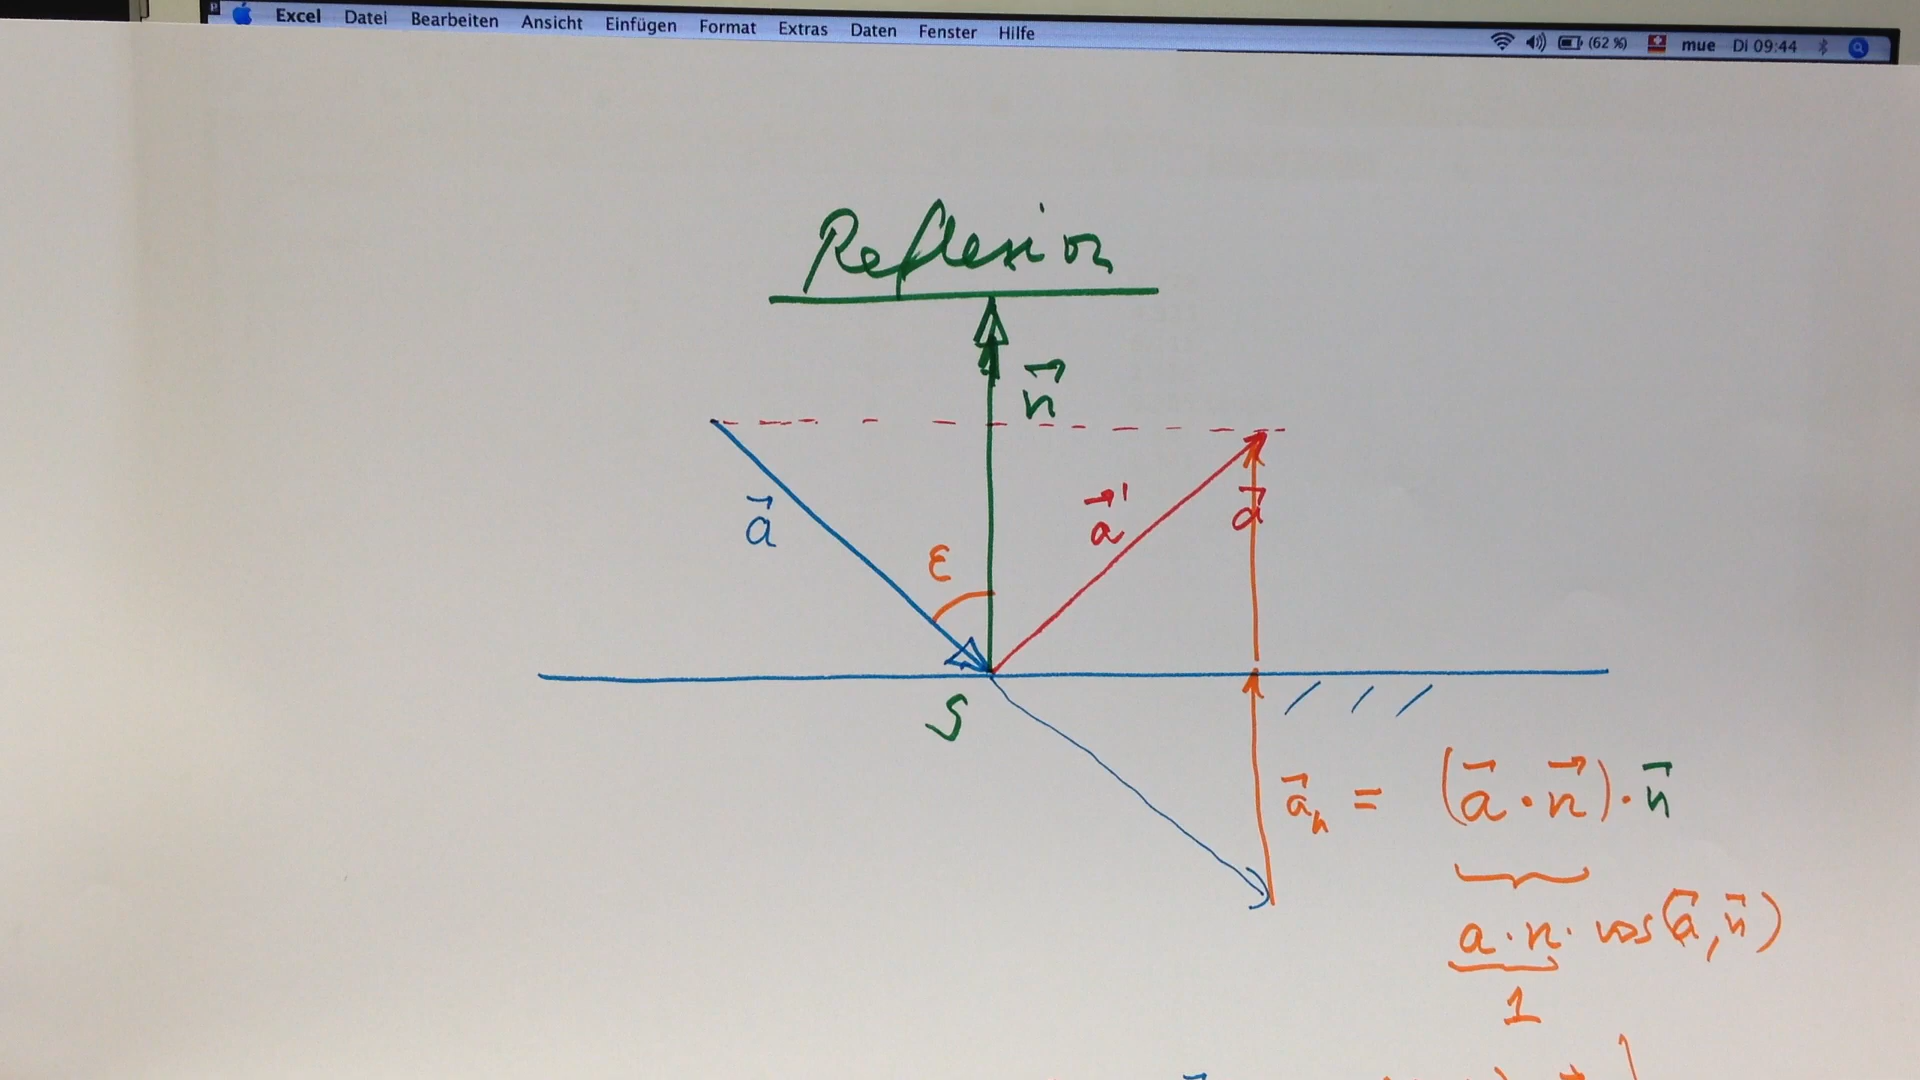 Excel Datei Bearbeiten Ansicht Einfügen Format Extras Daten Fenster Hilfe (62 %) mue Di 09:44
Reflexion
n⃗
a⃗
ε
a⃗'
a⃗
S
a⃗ₙ = (a⃗ · n⃗) · n⃗
a · n · cos(a⃗, n⃗)
1